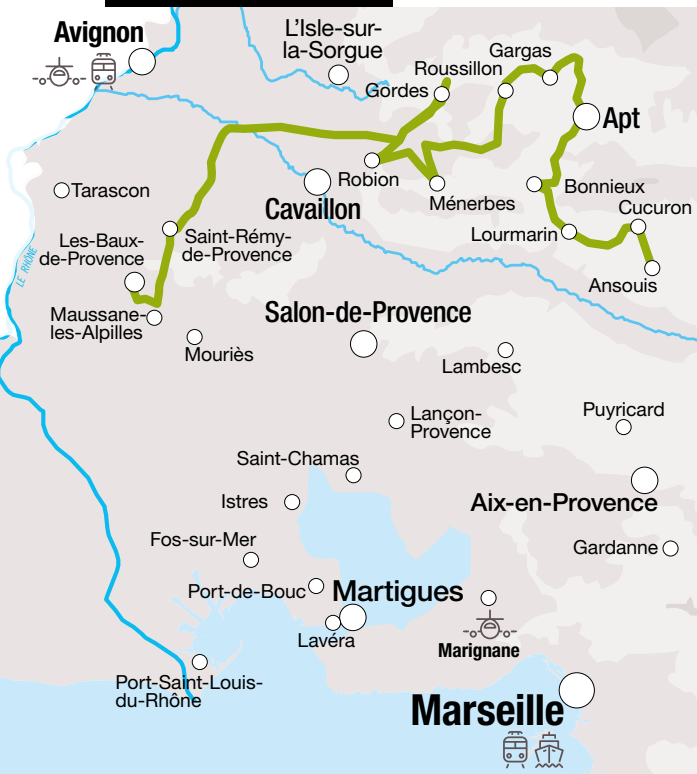 Avignon
L'Isle-sur-
la-Sorgue
Gargas
Roussillon
Gordes
Apt
Robion
Tarascon
Cavaillon
Ménerbes
Bonnieux
Cucuron
Lourmarin
Les-Baux-
de-Provence
Saint-Rémy-
de-Provence
LE RHÔNE
Ansouis
Maussane-
les-Alpilles
Salon-de-Provence
Mouriès
Lambesc
Lançon-
Provence
Puyricard
Saint-Chamas
Istres
Aix-en-Provence
Fos-sur-Mer
Gardanne
Port-de-Bouc
Martigues
Lavéra
Marignane
Port-Saint-Louis-
du-Rhône
Marseille